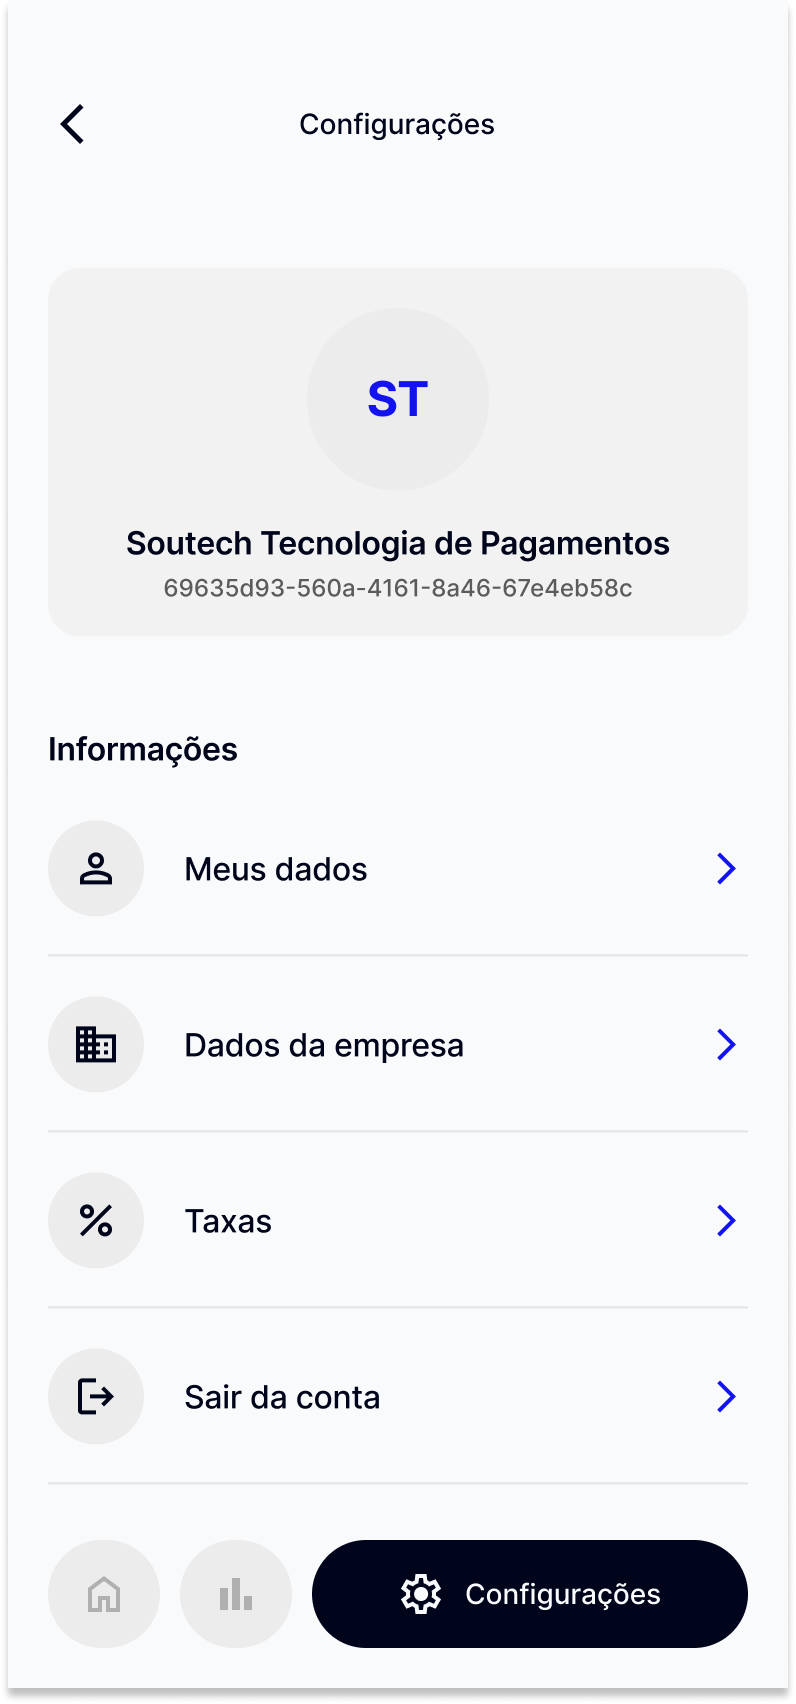 Configurações
ST
Soutech Tecnologia de Pagamentos
69635d93-560a-4161-8a46-67e4eb58c
Informações
Meus dados
Dados da empresa
Taxas
Sair da conta
Configurações